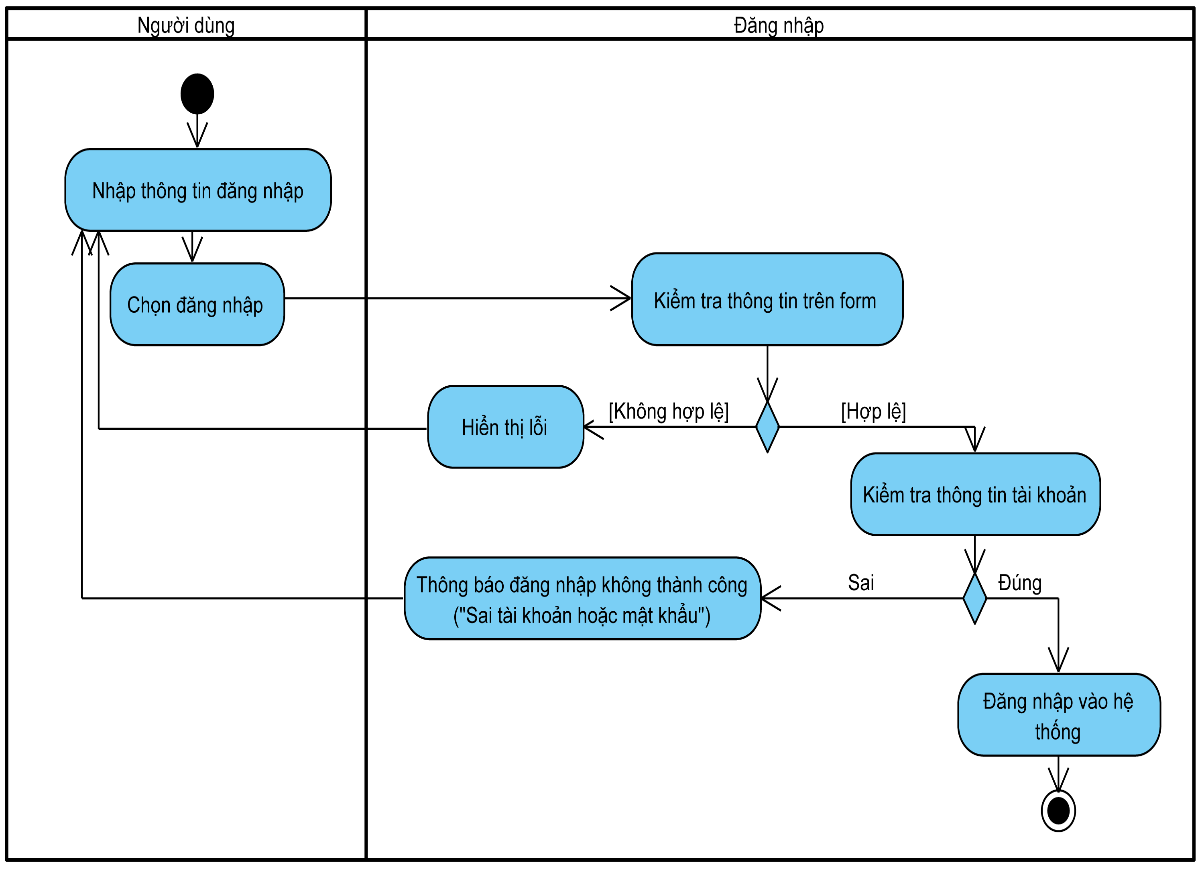 Người dùng
Đăng nhập
Nhập thông tin đăng nhập
Chọn đăng nhập
Kiểm tra thông tin trên form
[Không hợp lệ]
[Hợp lệ]
Hiển thị lỗi
Kiểm tra thông tin tài khoản
Sai
Đúng
Thông báo đăng nhập không thành công
("Sai tài khoản hoặc mật khẩu")
Đăng nhập vào hệ
thống